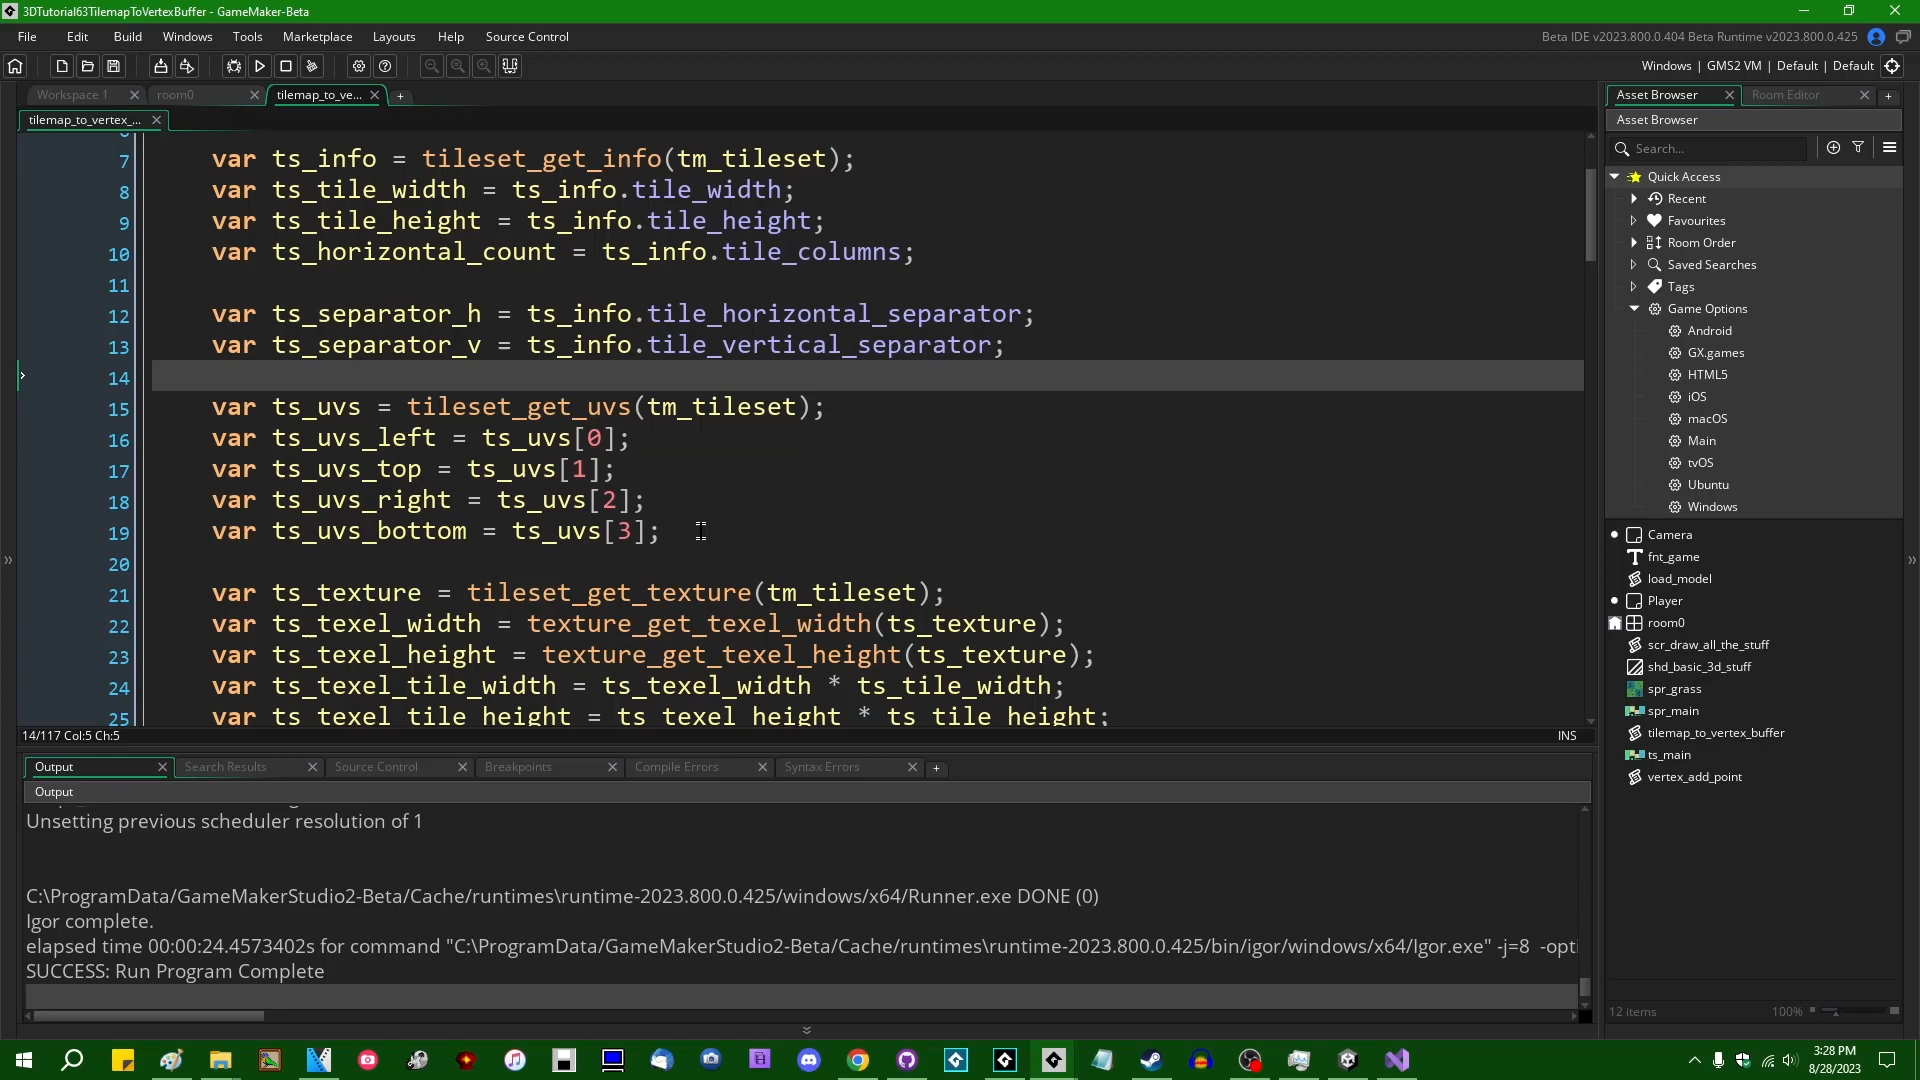 3DTutorial63TilemapToVertexBuffer - GameMaker-Beta
File Edit Build Windows Tools Marketplace Layouts Help Source Control
Beta IDE v2023.800.0.404 Beta Runtime v2023.800.0.425
Windows | GMS2 VM | Default | Default
Workspace 1 room0 tilemap_to_ve...
tilemap_to_vertex_...
7 var ts_info = tileset_get_info(tm_tileset);
8 var ts_tile_width = ts_info.tile_width;
9 var ts_tile_height = ts_info.tile_height;
10 var ts_horizontal_count = ts_info.tile_columns;
11
12 var ts_separator_h = ts_info.tile_horizontal_separator;
13 var ts_separator_v = ts_info.tile_vertical_separator;
14
15 var ts_uvs = tileset_get_uvs(tm_tileset);
16 var ts_uvs_left = ts_uvs[0];
17 var ts_uvs_top = ts_uvs[1];
18 var ts_uvs_right = ts_uvs[2];
19 var ts_uvs_bottom = ts_uvs[3];
20
21 var ts_texture = tileset_get_texture(tm_tileset);
22 var ts_texel_width = texture_get_texel_width(ts_texture);
23 var ts_texel_height = texture_get_texel_height(ts_texture);
24 var ts_texel_tile_width = ts_texel_width * ts_tile_width;
25 var ts_texel_tile_height = ts_texel_height * ts_tile_height;
14/117 Col:5 Ch:5
INS
Output Search Results Source Control Breakpoints Compile Errors Syntax Errors
Output
Unsetting previous scheduler resolution of 1
C:\ProgramData/GameMakerStudio2-Beta/Cache/runtimes\runtime-2023.800.0.425/windows/x64/Runner.exe DONE (0)
Igor complete.
elapsed time 00:00:24.4573402s for command "C:\ProgramData/GameMakerStudio2-Beta/Cache/runtimes\runtime-2023.800.0.425/bin/igor/windows/x64/Igor.exe" -j=8 -opti
SUCCESS: Run Program Complete
Asset Browser Room Editor
Asset Browser
Search...
Quick Access
Recent
Favourites
Room Order
Saved Searches
Tags
Game Options
Android
GX.games
HTML5
iOS
macOS
Main
tvOS
Ubuntu
Windows
Camera
fnt_game
load_model
Player
room0
scr_draw_all_the_stuff
shd_basic_3d_stuff
spr_grass
spr_main
tilemap_to_vertex_buffer
ts_main
vertex_add_point
12 items
100%
3:28 PM
8/28/2023